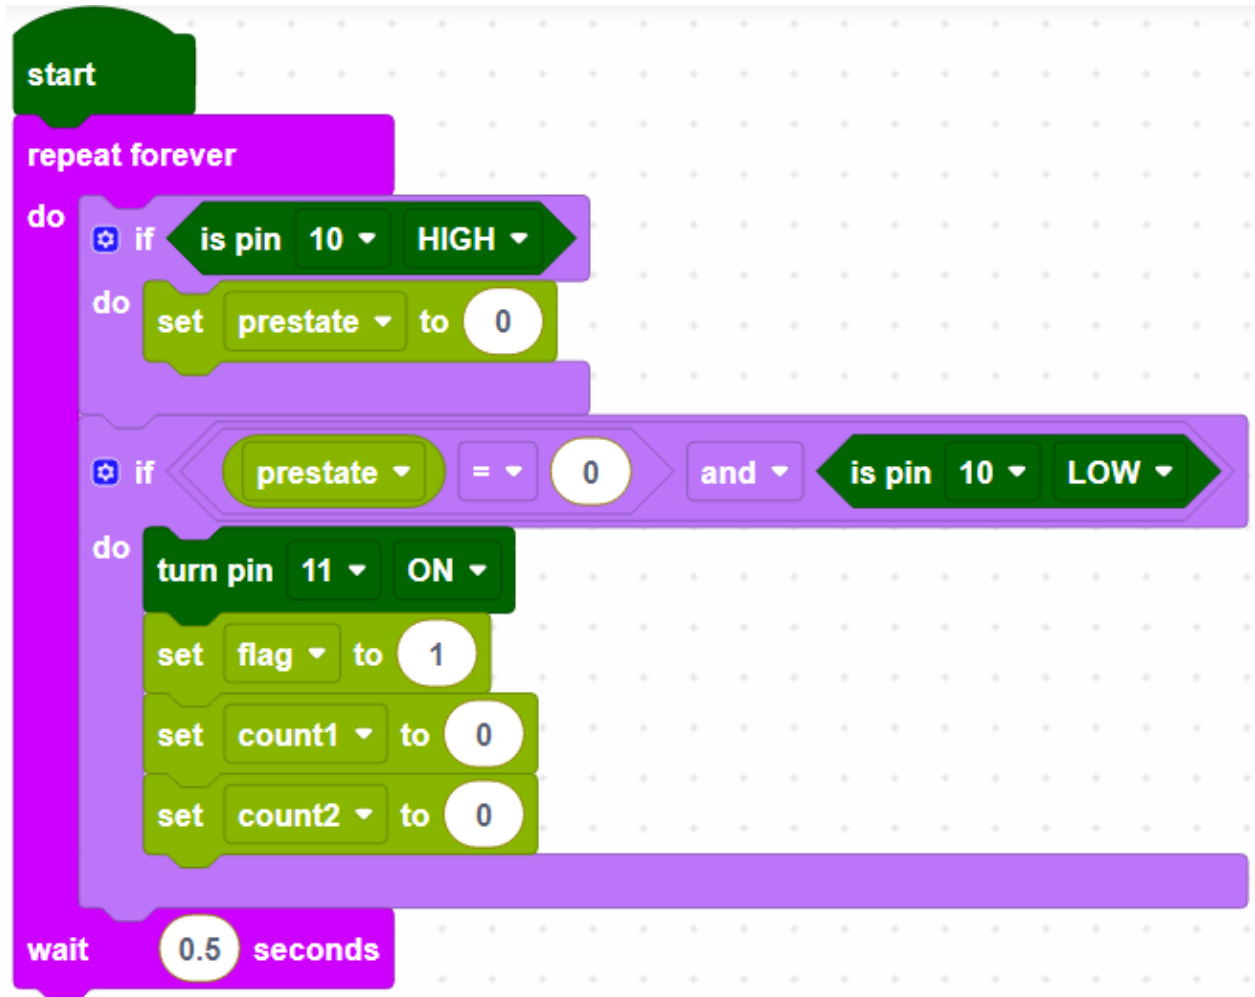 start
repeat forever
do
if is pin 10 HIGH
do
set prestate to 0
if prestate = 0 and is pin 10 LOW
do
turn pin 11 ON
set flag to 1
set count1 to 0
set count2 to 0
wait 0.5 seconds